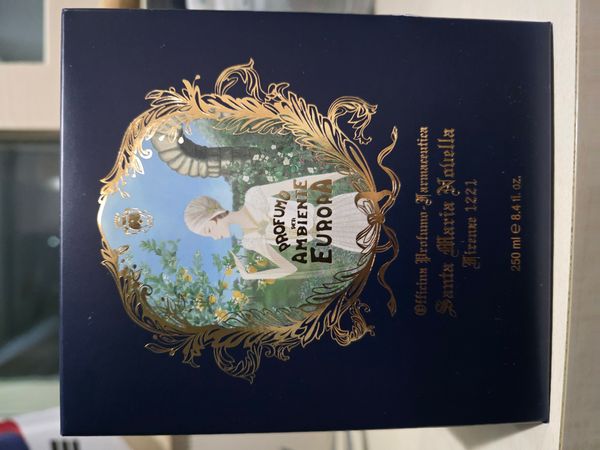 PROFUMO
PER
AMBIENTE
EUROPA
Officina Profumo-Farmaceutica
Santa Maria Novella
Firenze 1221
250 ml e 8.4 fl. oz.